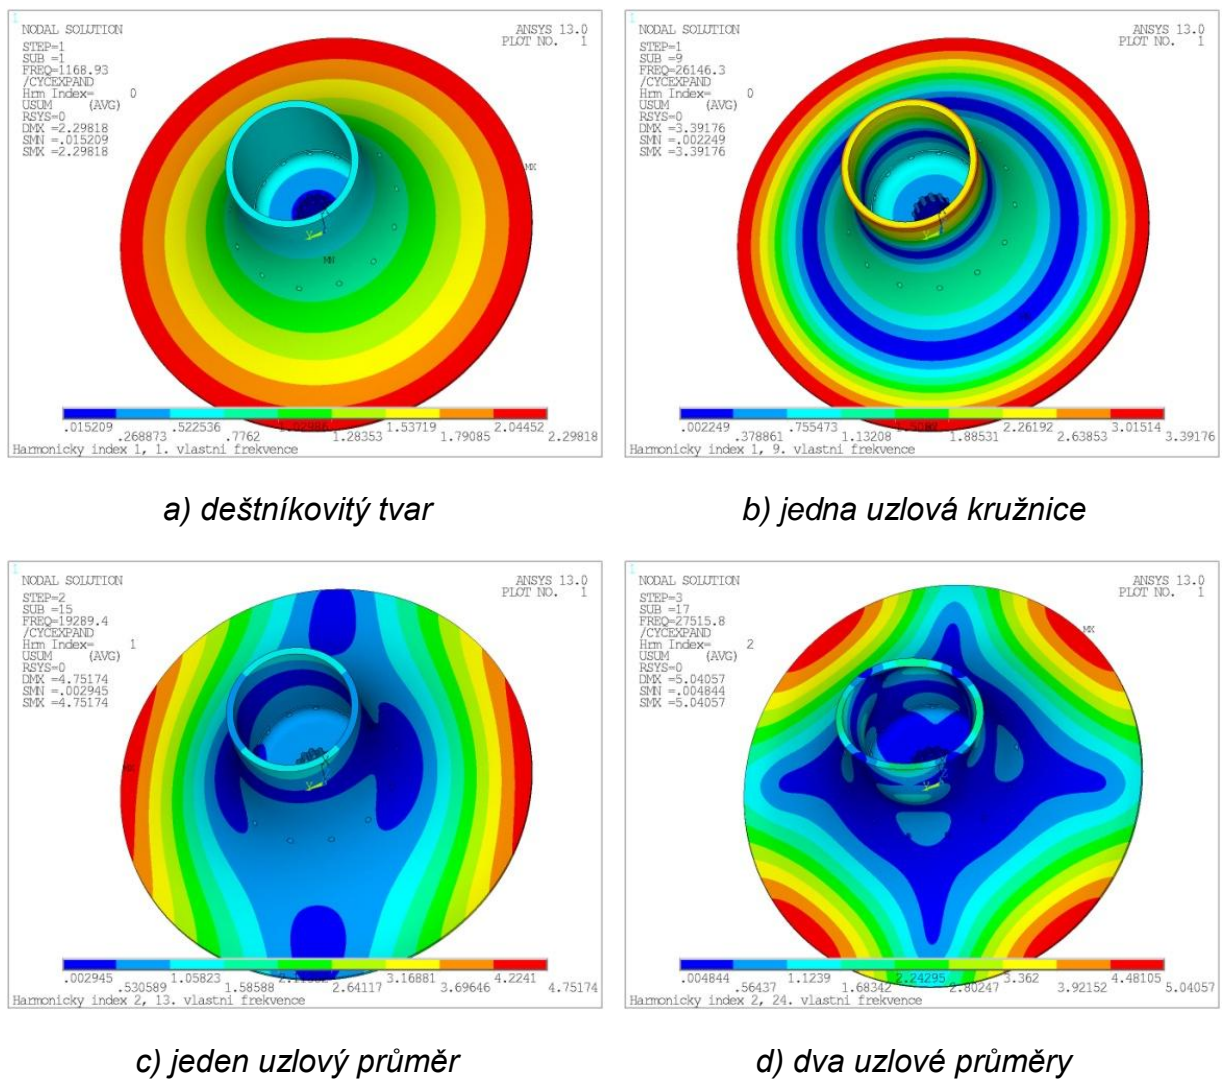 1
NODAL SOLUTION
ANSYS 13.0
PLOT NO. 1
STEP=1
SUB =1
FREQ=1168.93
/CYCEXPAND
Hrm Index= 0
USUM (AVG)
RSYS=0
DMX =2.29818
SMN =.015209
SMX =2.29818
MX
MN
.015209
.268873
.522536
.7762
1.28353
1.53719
1.79085
2.04452
2.29818
Harmonicky index 1, 1. vlastni frekvence
a) deštníkovitý tvar
1
NODAL SOLUTION
ANSYS 13.0
PLOT NO. 1
STEP=1
SUB =9
FREQ=26146.3
/CYCEXPAND
Hrm Index= 0
USUM (AVG)
RSYS=0
DMX =3.39176
SMN =.002249
SMX =3.39176
.002249
.378861
.755473
1.13208
1.88531
2.26192
2.63853
3.01514
3.39176
Harmonicky index 1, 9. vlastni frekvence
b) jedna uzlová kružnice
1
NODAL SOLUTION
ANSYS 13.0
PLOT NO. 1
STEP=2
SUB =15
FREQ=19289.4
/CYCEXPAND
Hrm Index= 1
USUM (AVG)
RSYS=0
DMX =4.75174
SMN =.002945
SMX =4.75174
MX
.002945
.530589
1.05823
1.58588
2.64117
3.16881
3.69646
4.2241
4.75174
Harmonicky index 2, 13. vlastni frekvence
c) jeden uzlový průměr
1
NODAL SOLUTION
ANSYS 13.0
PLOT NO. 1
STEP=3
SUB =17
FREQ=27515.8
/CYCEXPAND
Hrm Index= 2
USUM (AVG)
RSYS=0
DMX =5.04057
SMN =.004844
SMX =5.04057
MX
.004844
.56437
1.1239
1.68342
2.24295
2.80247
3.362
3.92152
4.48105
5.04057
Harmonicky index 2, 24. vlastni frekvence
d) dva uzlové průměry